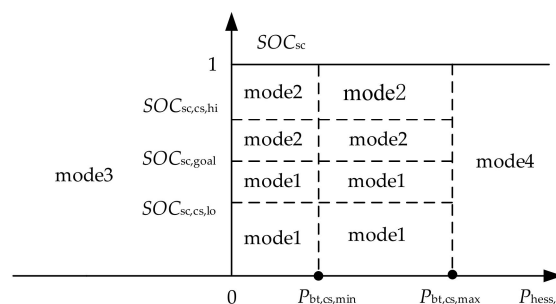 SOCsc
1
mode2 mode2
SOCsc,cs,hi
mode2 mode2
SOCsc,goal
mode3 mode1 mode1 mode4
SOCsc,cs,lo
mode1 mode1
0 Pbt,cs,min Pbt,cs,max Phess,